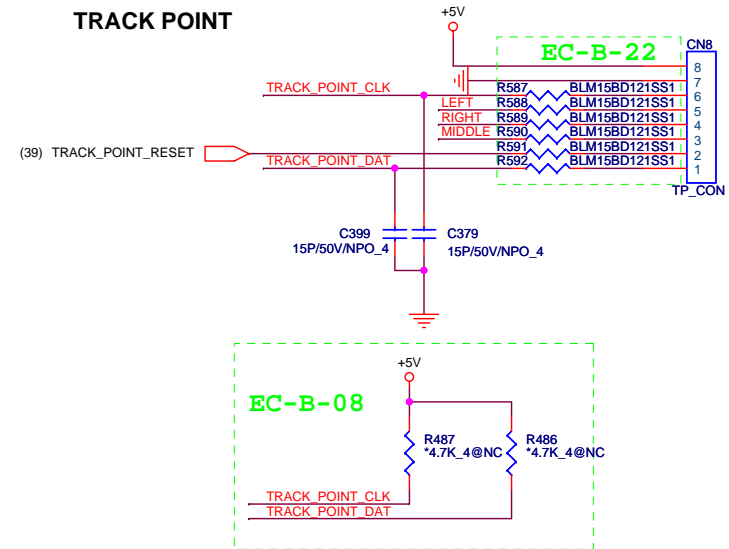 TRACK POINT
+5V
EC-B-22
CN8
8
7
TRACK_POINT_CLK
R587
BLM15BD121SS1
6
LEFT
R588
BLM15BD121SS1
5
RIGHT
R589
BLM15BD121SS1
4
MIDDLE
R590
BLM15BD121SS1
3
(39) TRACK_POINT_RESET
R591
BLM15BD121SS1
2
TRACK_POINT_DAT
R592
BLM15BD121SS1
1
TP_CON
C399
15P/50V/NPO_4
C379
15P/50V/NPO_4
+5V
EC-B-08
R487
*4.7K_4@NC
R486
*4.7K_4@NC
TRACK_POINT_CLK
TRACK_POINT_DAT